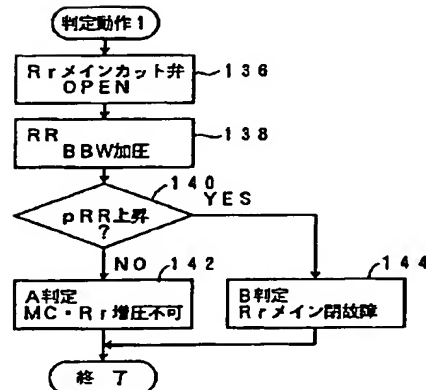 判定動作1
Rrメインカット弁
OPEN
136
RR
BBW加圧
138
140
pRR上昇
?
YES
NO
142
A判定
MC・Rr増圧不可
144
B判定
Rrメイン閉故障
終了